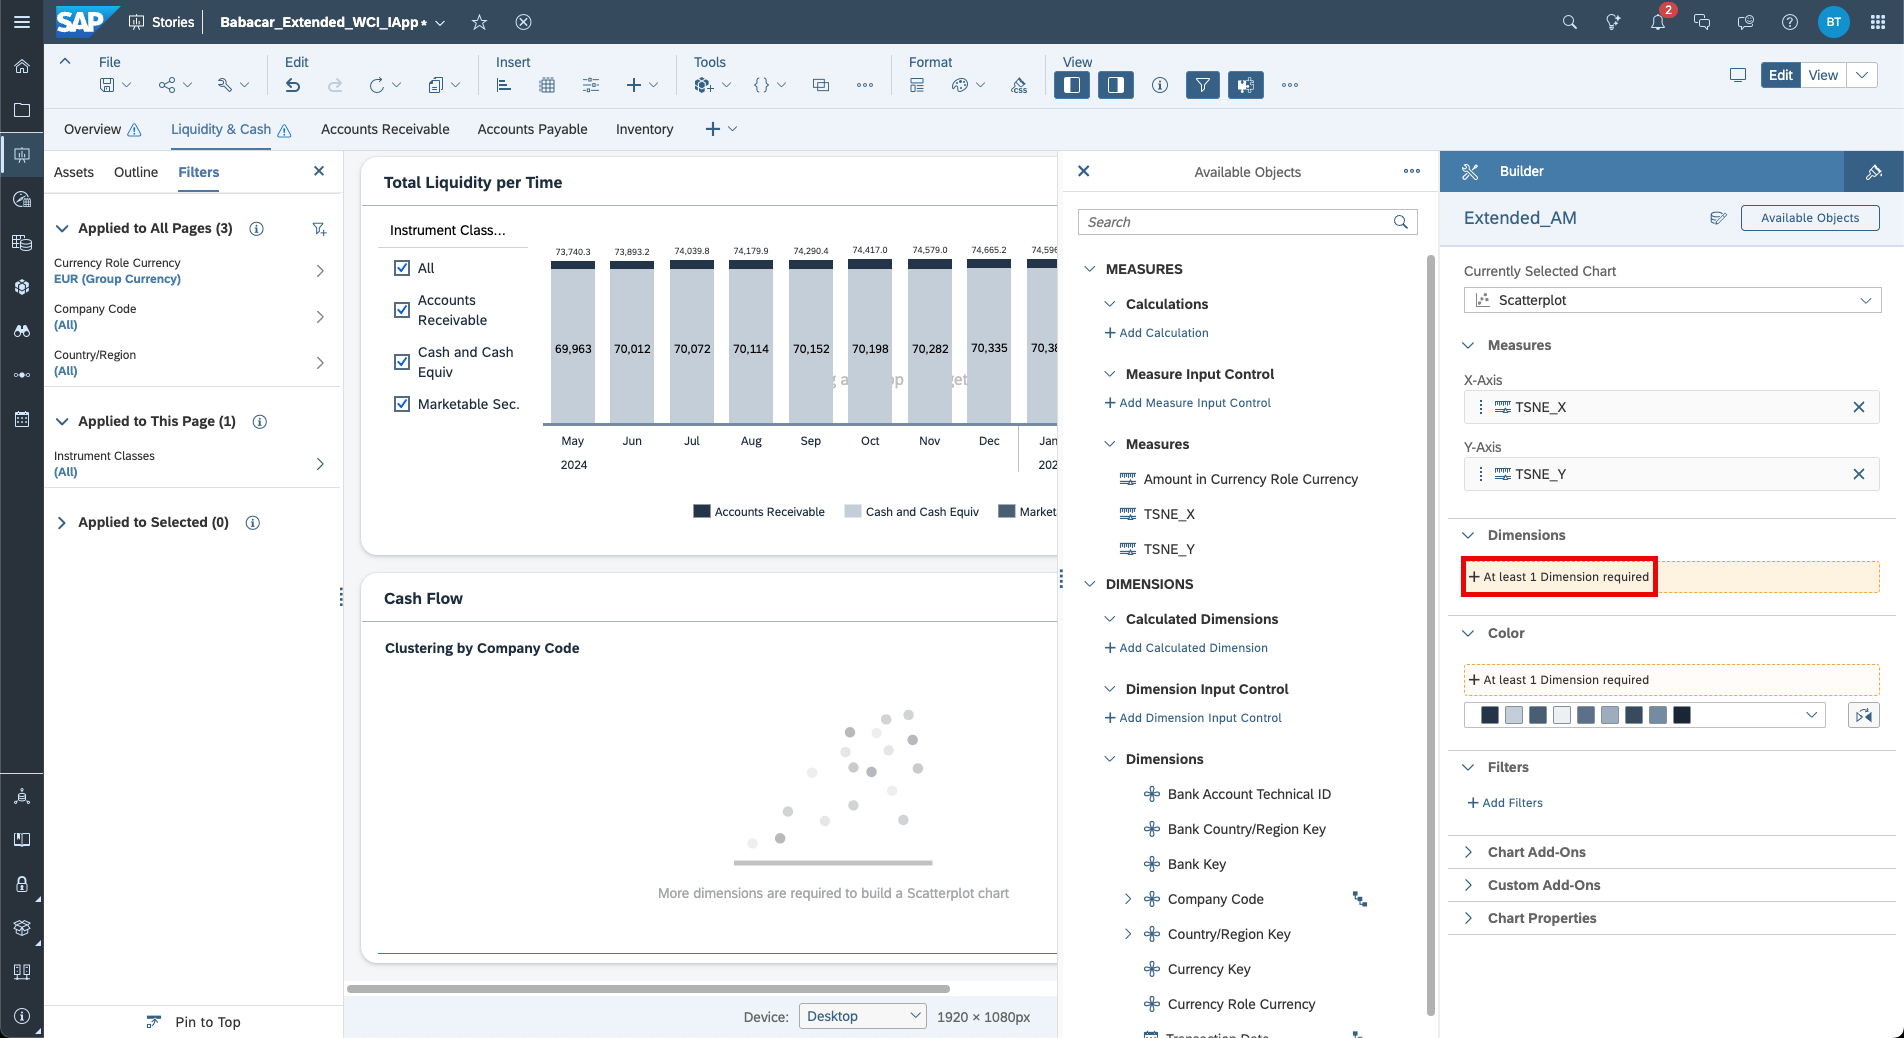 SAP
Stories
Babacar_Extended_WCI_IApp*
2
BT
File
Edit
Insert
Tools
Format
View
CSS
Edit
View
Overview
Liquidity & Cash
Accounts Receivable
Accounts Payable
Inventory
Assets
Outline
Filters
Applied to All Pages (3)
Currency Role Currency
EUR (Group Currency)
Company Code
(All)
Country/Region
(All)
Applied to This Page (1)
Instrument Classes
(All)
Applied to Selected (0)
Pin to Top
Total Liquidity per Time
Instrument Class...
All
Accounts
Receivable
Cash and Cash
Equiv
Marketable Sec.
73,740.3 73,893.2 74,039.8 74,179.9 74,290.4 74,417.0 74,579.0 74,665.2 74,596
69,963 70,012 70,072 70,114 70,152 70,198 70,282 70,335 70,38
May Jun Jul Aug Sep Oct Nov Dec Jan
2024 202
Accounts Receivable Cash and Cash Equiv Market
Cash Flow
Clustering by Company Code
More dimensions are required to build a Scatterplot chart
Device:
Desktop
1920 × 1080px
Available Objects
Search
MEASURES
Calculations
+ Add Calculation
Measure Input Control
+ Add Measure Input Control
Measures
Amount in Currency Role Currency
TSNE_X
TSNE_Y
DIMENSIONS
Calculated Dimensions
+ Add Calculated Dimension
Dimension Input Control
+ Add Dimension Input Control
Dimensions
Bank Account Technical ID
Bank Country/Region Key
Bank Key
Company Code
Country/Region Key
Currency Key
Currency Role Currency
Transaction Date
Builder
Extended_AM
Available Objects
Currently Selected Chart
Scatterplot
Measures
X-Axis
TSNE_X
Y-Axis
TSNE_Y
Dimensions
+ At least 1 Dimension required
Color
+ At least 1 Dimension required
Filters
+ Add Filters
Chart Add-Ons
Custom Add-Ons
Chart Properties